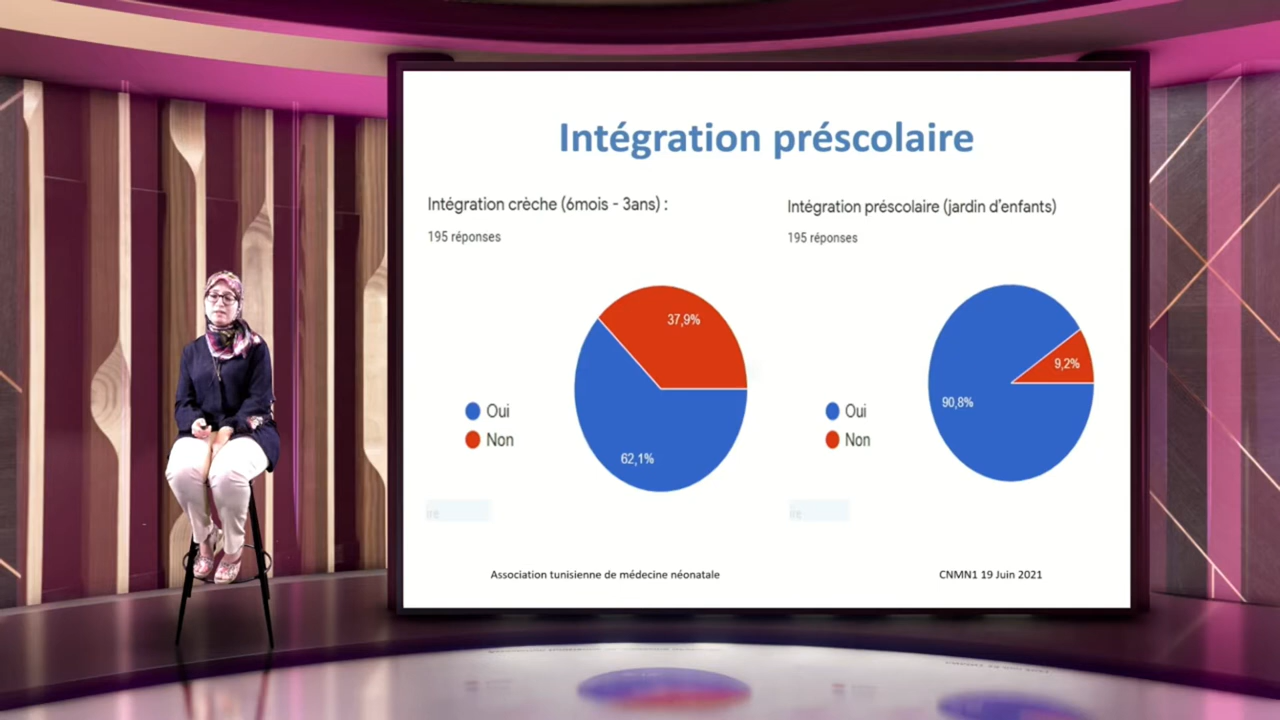 Intégration préscolaire
Intégration crèche (6mois - 3ans) :
195 réponses
37,9%
62,1%
Oui
Non
Intégration préscolaire (jardin d'enfants)
195 réponses
9,2%
90,8%
Oui
Non
Association tunisienne de médecine néonatale
CNMN1 19 Juin 2021